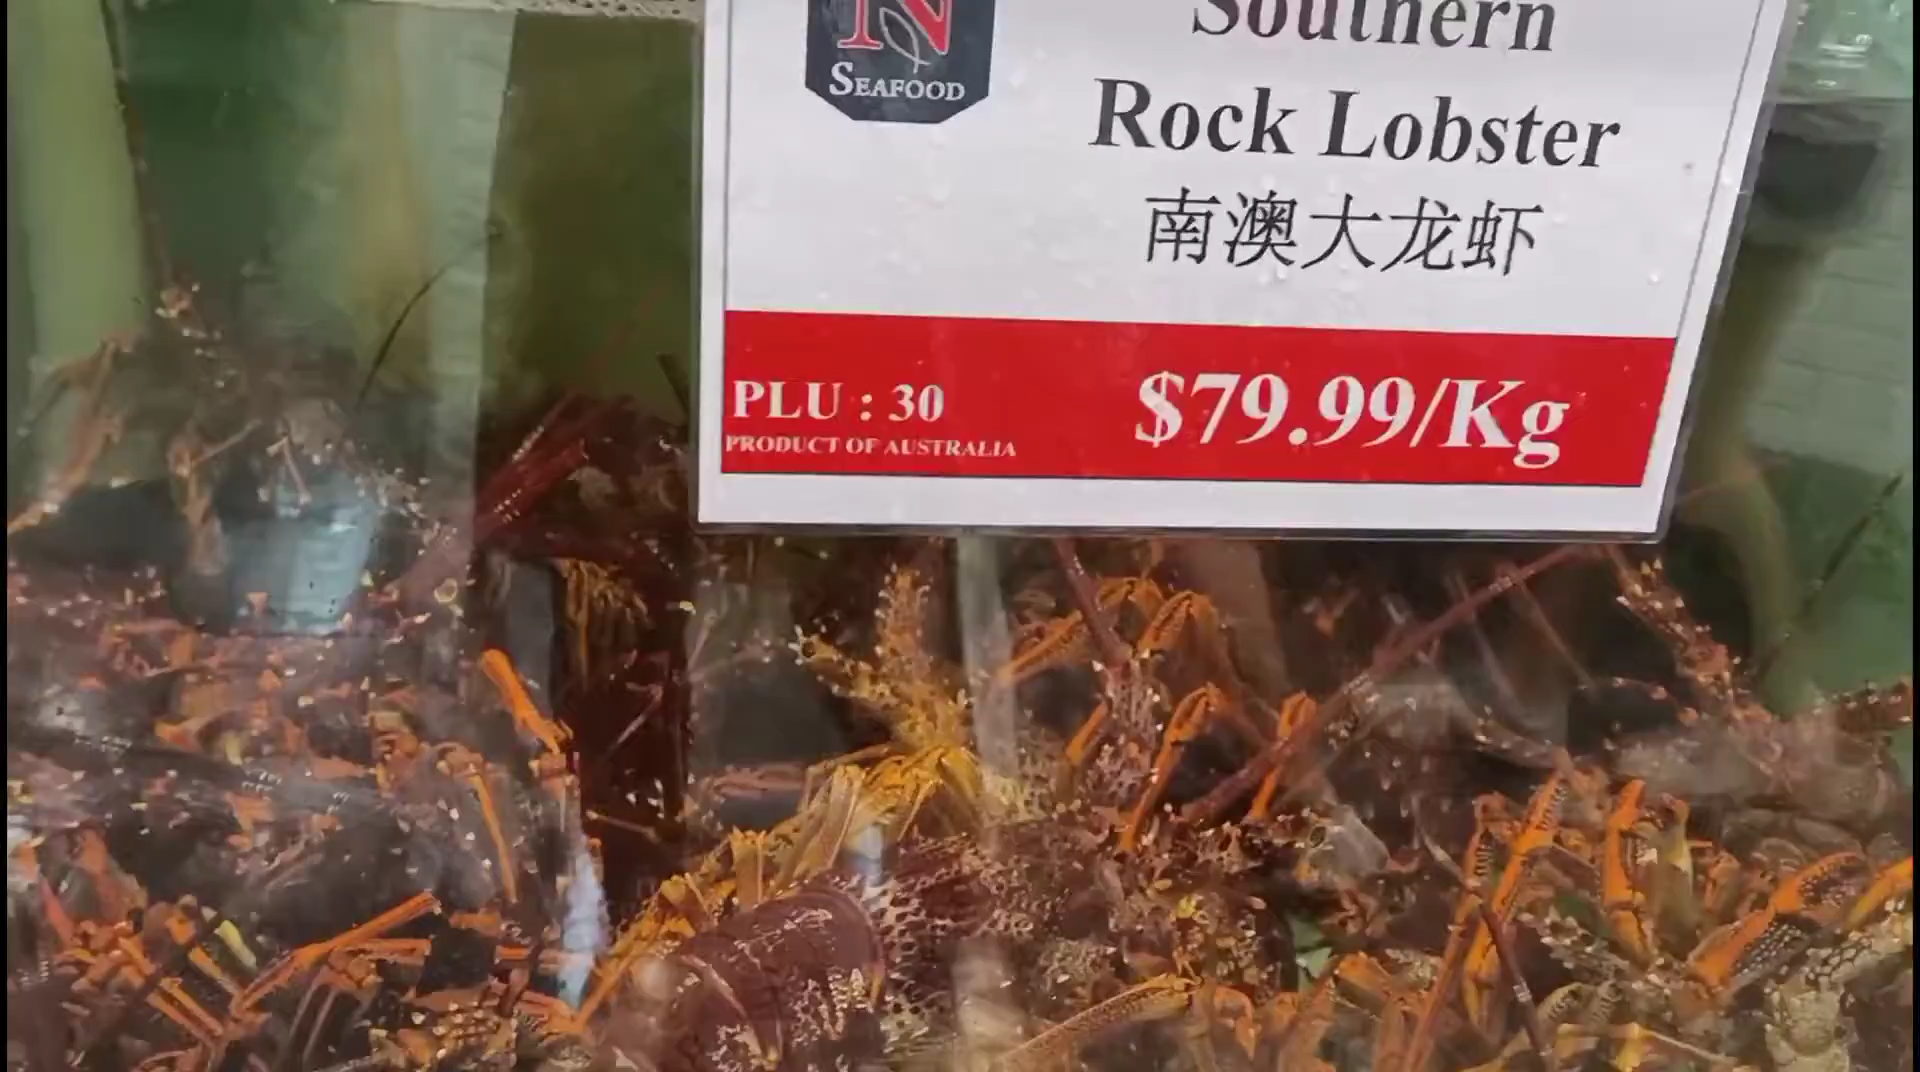 N
SEAFOOD
Southern
Rock Lobster
南澳大龙虾
PLU : 30
$79.99/Kg
PRODUCT OF AUSTRALIA